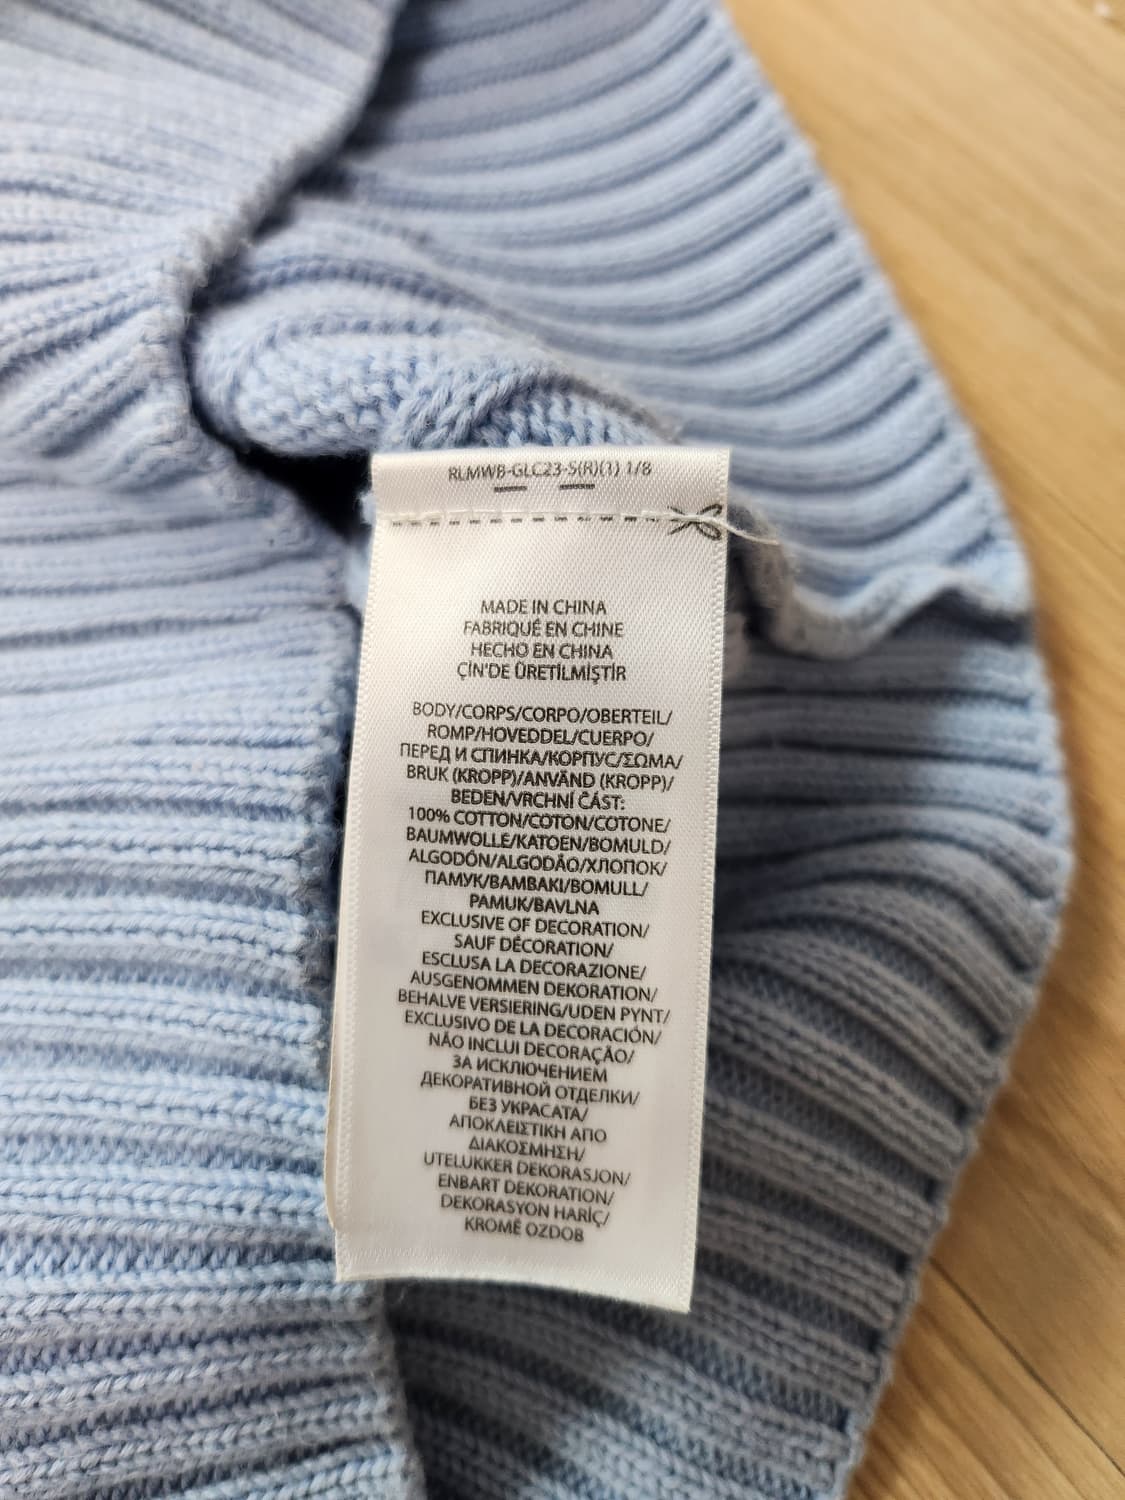 RLMWB-GLC23-S(R)(1) 1/8
MADE IN CHINA
FABRIQUÉ EN CHINE
HECHO EN CHINA
ÇİN'DE ÜRETİLMİŞTİR
BODY/CORPS/CORPO/OBERTEIL/
ROMP/HOVEDDEL/CUERPO/
ПЕРЕД И СПИНКА/КОРПУС/ΣΩΜΑ/
BRUK (KROPP)/ANVÄND (KROPP)/
BEDEN/VRCHNÍ ČÁST:
100% COTTON/COTON/COTONE/
BAUMWOLLE/KATOEN/BOMULD/
ALGODÓN/ALGODÃO/ХЛОПОК/
ПАМУК/ΒΑΜΒΑΚΙ/BOMULL/
PAMUK/BAVLNA
EXCLUSIVE OF DECORATION/
SAUF DÉCORATION/
ESCLUSA LA DECORAZIONE/
AUSGENOMMEN DEKORATION/
BEHALVE VERSIERING/UDEN PYNT/
EXCLUSIVO DE LA DECORACIÓN/
NÃO INCLUI DECORAÇÃO/
ЗА ИСКЛЮЧЕНИЕМ
ДЕКОРАТИВНОЙ ОТДЕЛКИ/
БЕЗ УКРАСАТА/
ΑΠΟΚΛΕΙΣΤΙΚΗ ΑΠΟ
ΔΙΑΚΟΣΜΗΣΗ/
UTELUKKER DEKORASJON/
ENBART DEKORATION/
DEKORASYON HARİÇ/
KROMĚ OZDOB